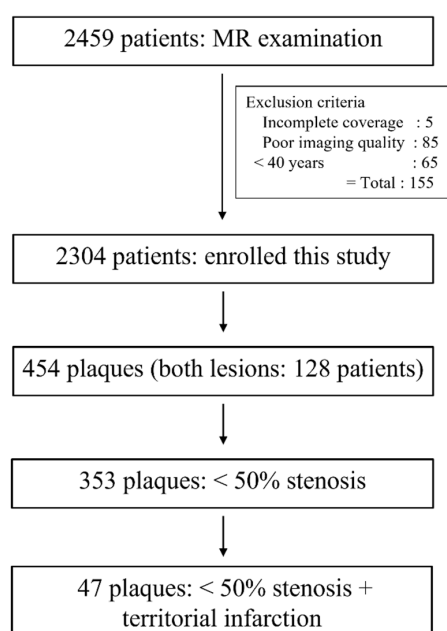 2459 patients: MR examination
Exclusion criteria
Incomplete coverage : 5
Poor imaging quality : 85
< 40 years : 65
= Total : 155
2304 patients: enrolled this study
454 plaques (both lesions: 128 patients)
353 plaques: < 50% stenosis
47 plaques: < 50% stenosis +
territorial infarction